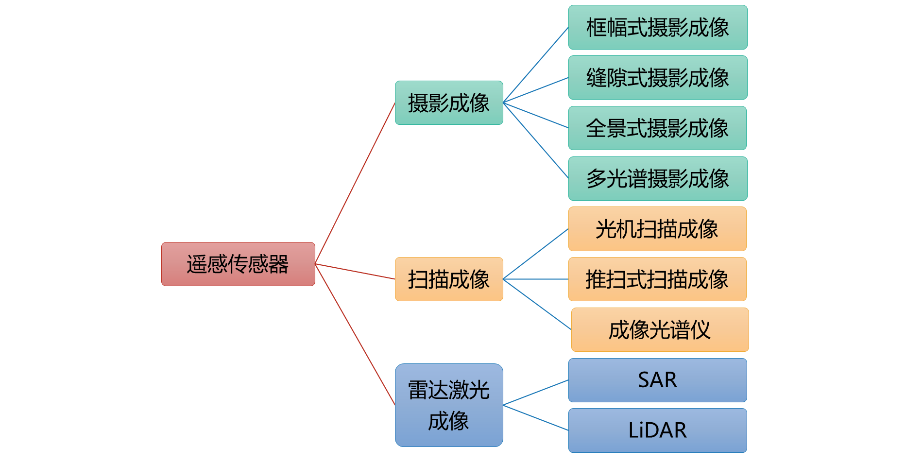 遥感传感器
摄影成像
框幅式摄影成像
缝隙式摄影成像
全景式摄影成像
多光谱摄影成像
扫描成像
光机扫描成像
推扫式扫描成像
成像光谱仪
雷达激光
成像
SAR
LiDAR